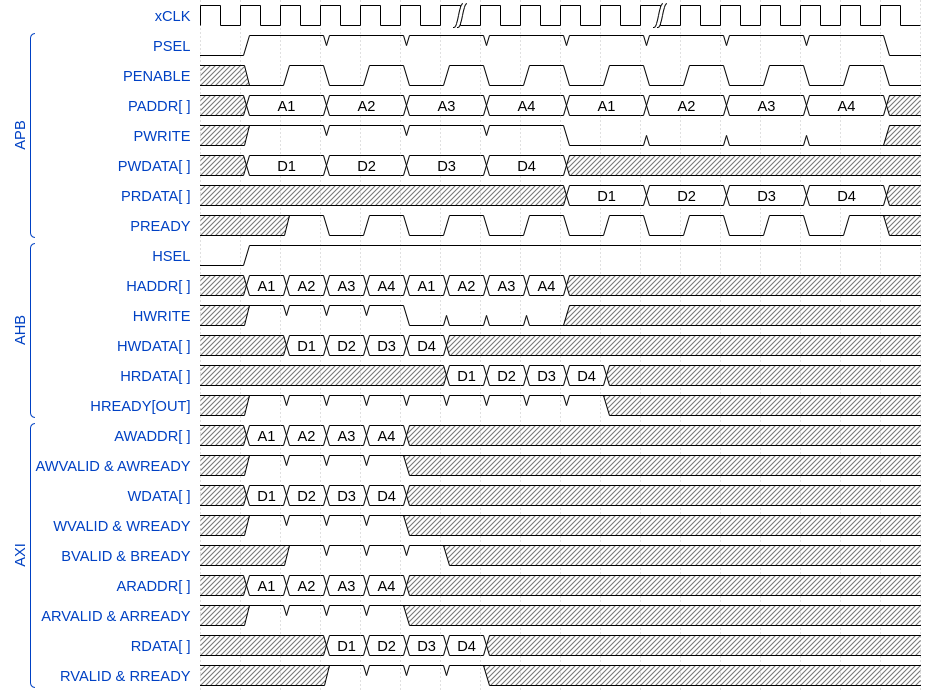 xCLK
APB
PSEL
PENABLE
PADDR[ ] A1 A2 A3 A4 A1 A2 A3 A4
PWRITE
PWDATA[ ] D1 D2 D3 D4
PRDATA[ ] D1 D2 D3 D4
PREADY
AHB
HSEL
HADDR[ ] A1 A2 A3 A4 A1 A2 A3 A4
HWRITE
HWDATA[ ] D1 D2 D3 D4
HRDATA[ ] D1 D2 D3 D4
HREADY[OUT]
AXI
AWADDR[ ] A1 A2 A3 A4
AWVALID & AWREADY
WDATA[ ] D1 D2 D3 D4
WVALID & WREADY
BVALID & BREADY
ARADDR[ ] A1 A2 A3 A4
ARVALID & ARREADY
RDATA[ ] D1 D2 D3 D4
RVALID & RREADY